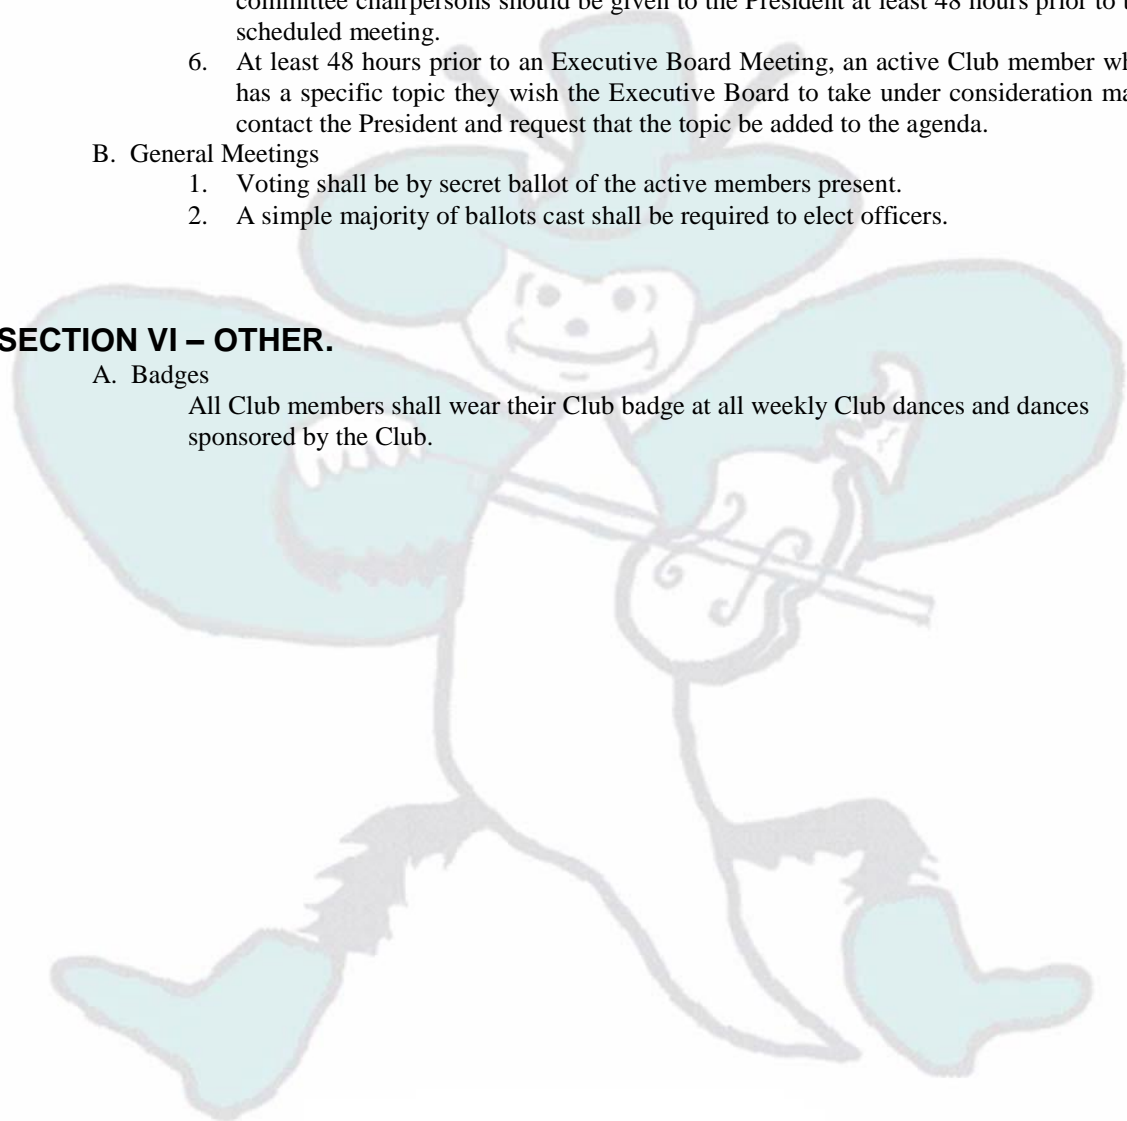 committee chairpersons should be given to the President at least 48 hours prior to
scheduled meeting.
6. At least 48 hours prior to an Executive Board Meeting, an active Club member
has a specific topic they wish the Executive Board to take under consideration
contact the President and request that the topic be added to the agenda.
B. General Meetings
1. Voting shall be by secret ballot of the active members present.
2. A simple majority of ballots cast shall be required to elect officers.
SECTION VI – OTHER.
A. Badges
All Club members shall wear their Club badge at all weekly Club dances and dances
sponsored by the Club.